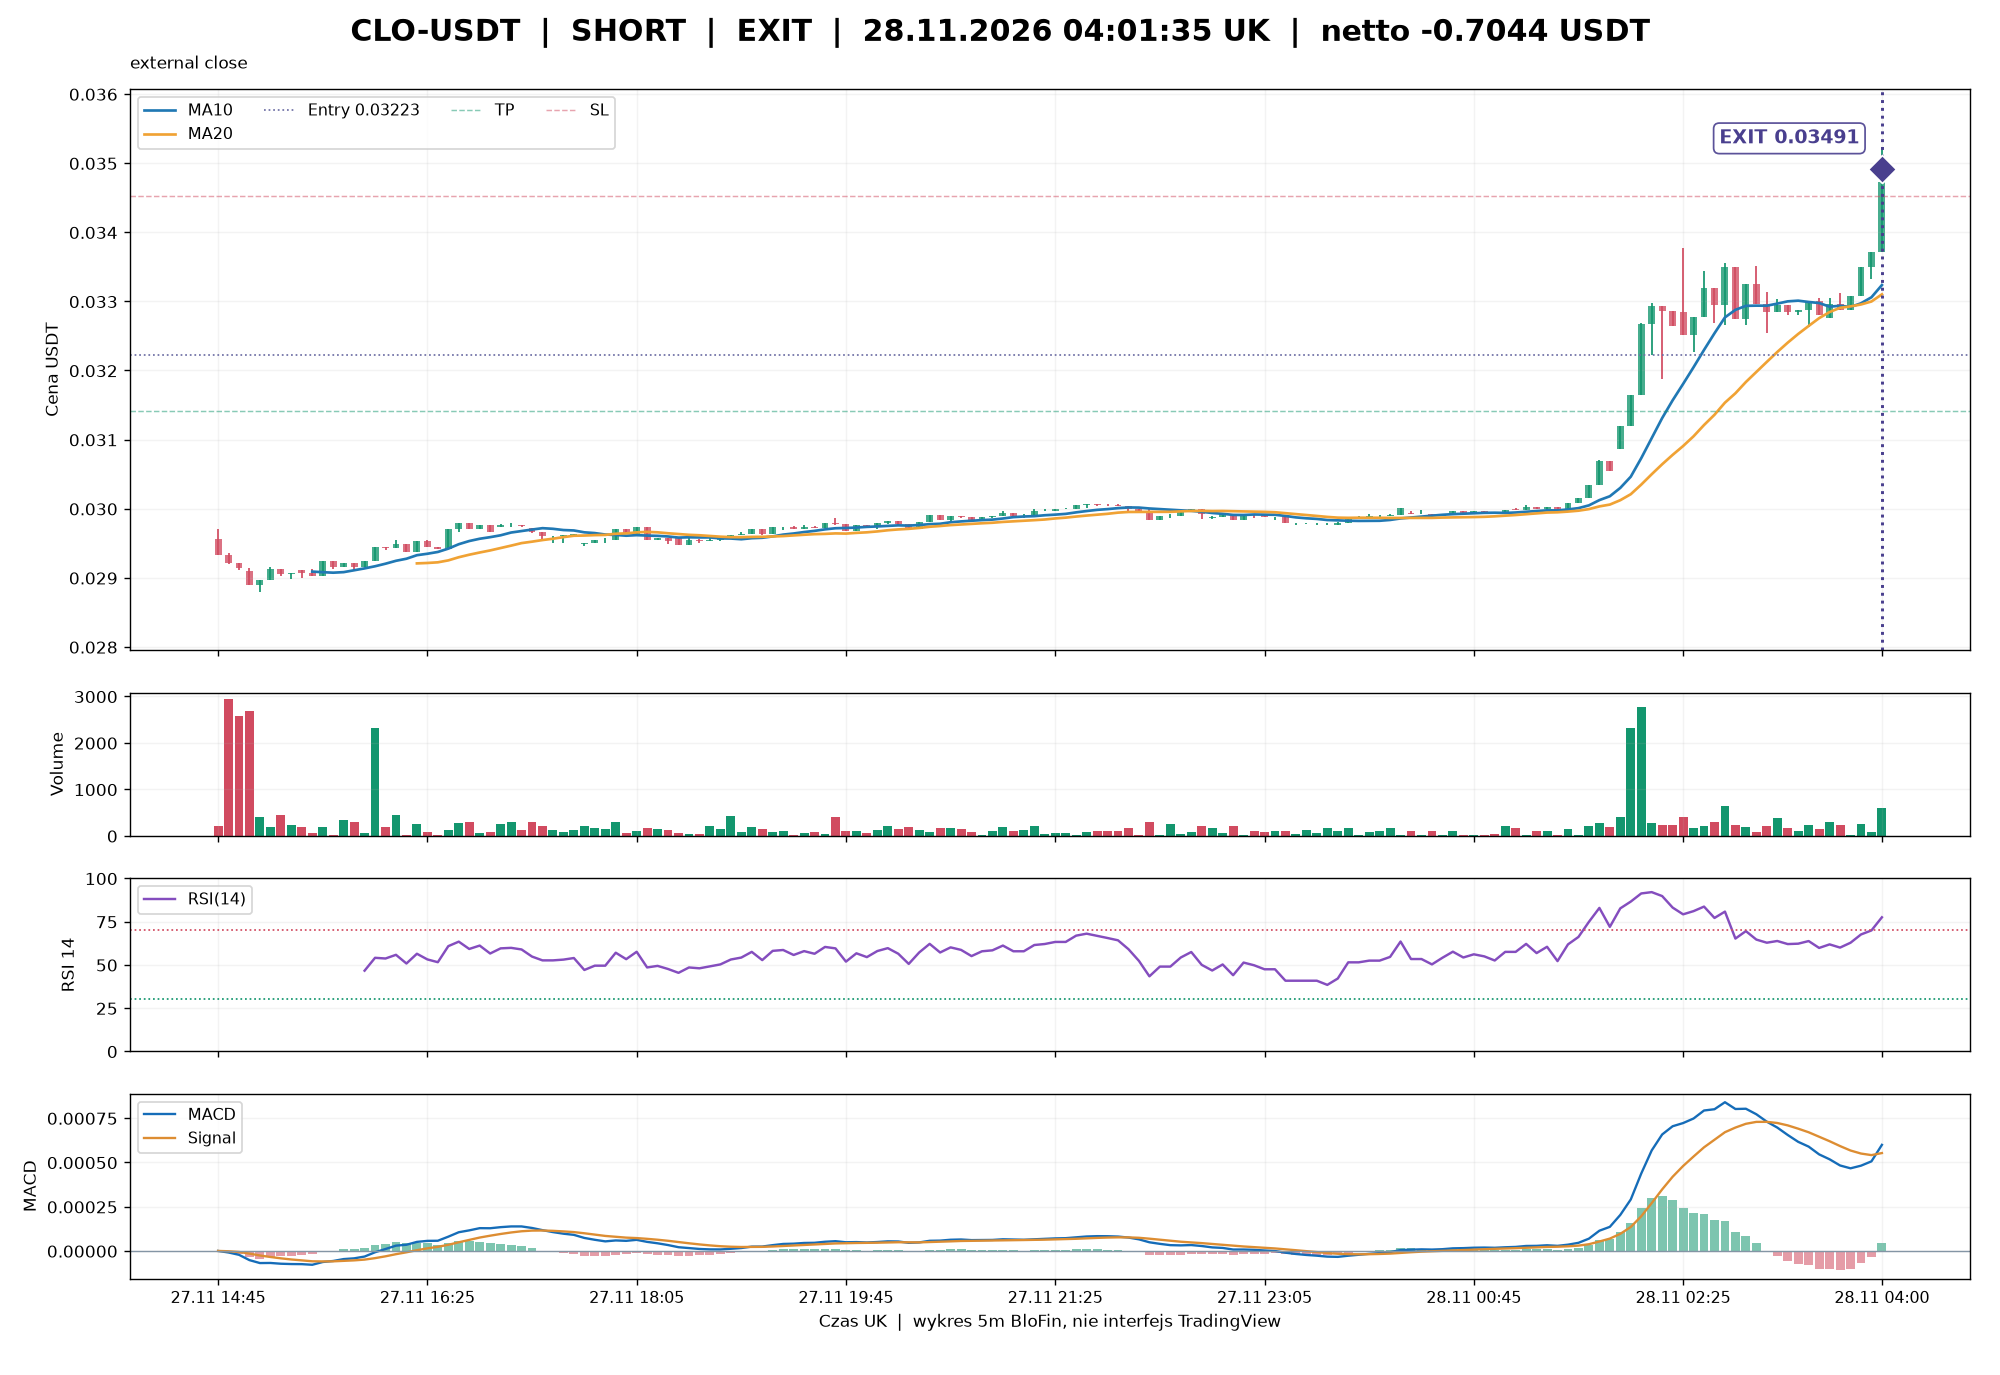 CLO-USDT | SHORT | EXIT | 28.11.2026 04:01:35 UK | netto -0.7044 USDT
external close
MA10
MA20
Entry 0.03223
TP
SL
EXIT 0.03491
Cena USDT
0.036
0.035
0.034
0.033
0.032
0.031
0.030
0.029
0.028
Volume
3000
2000
1000
0
RSI(14)
RSI 14
100
75
50
25
0
MACD
Signal
MACD
0.00075
0.00050
0.00025
0.00000
27.11 14:45
27.11 16:25
27.11 18:05
27.11 19:45
27.11 21:25
27.11 23:05
28.11 00:45
28.11 02:25
28.11 04:00
Czas UK | wykres 5m BloFin, nie interfejs TradingView